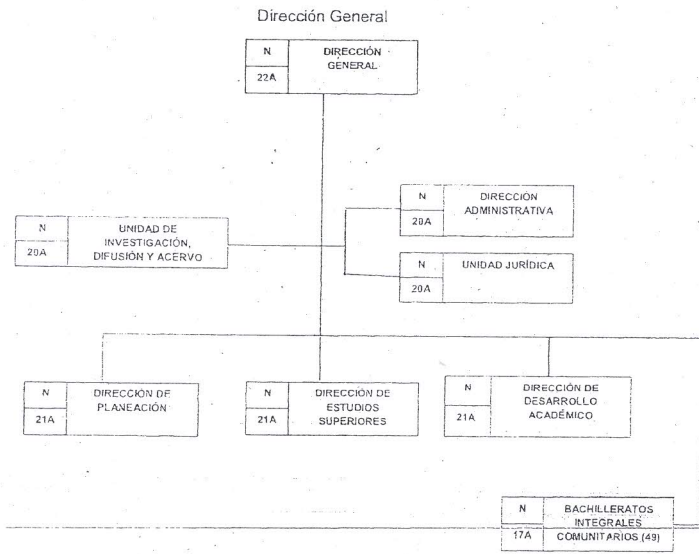 Dirección General
N DIRECCIÓN
GENERAL
22A
N DIRECCIÓN
ADMINISTRATIVA
20A
N UNIDAD DE
INVESTIGACIÓN,
DIFUSIÓN Y ACERVO
20A
N UNIDAD JURÍDICA
20A
N DIRECCIÓN DE
PLANEACIÓN
21A
N DIRECCIÓN DE
ESTUDIOS
SUPERIORES
21A
N DIRECCIÓN DE
DESARROLLO
ACADÉMICO
21A
N BACHILLERATOS
INTEGRALES
17A COMUNITARIOS (49)